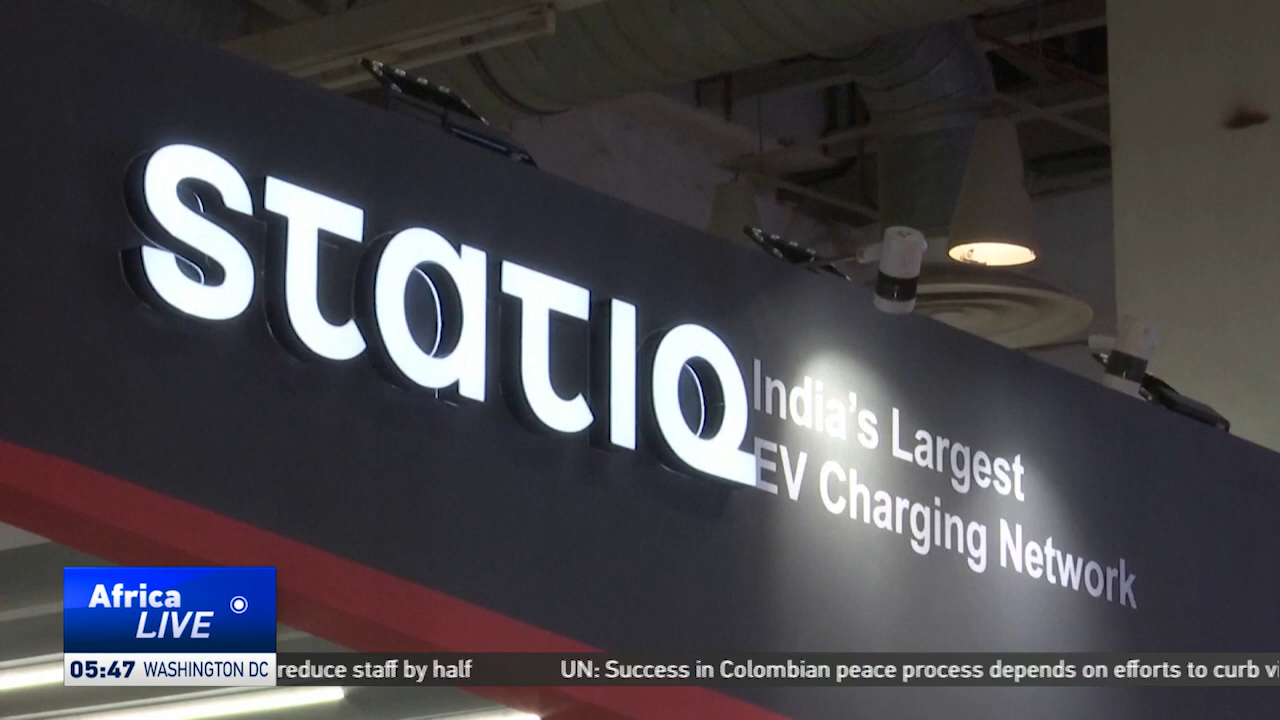 statiq
India's Largest
EV Charging Network
Africa
LIVE
05:47 WASHINGTON DC
reduce staff by half
UN: Success in Colombian peace process depends on efforts to curb